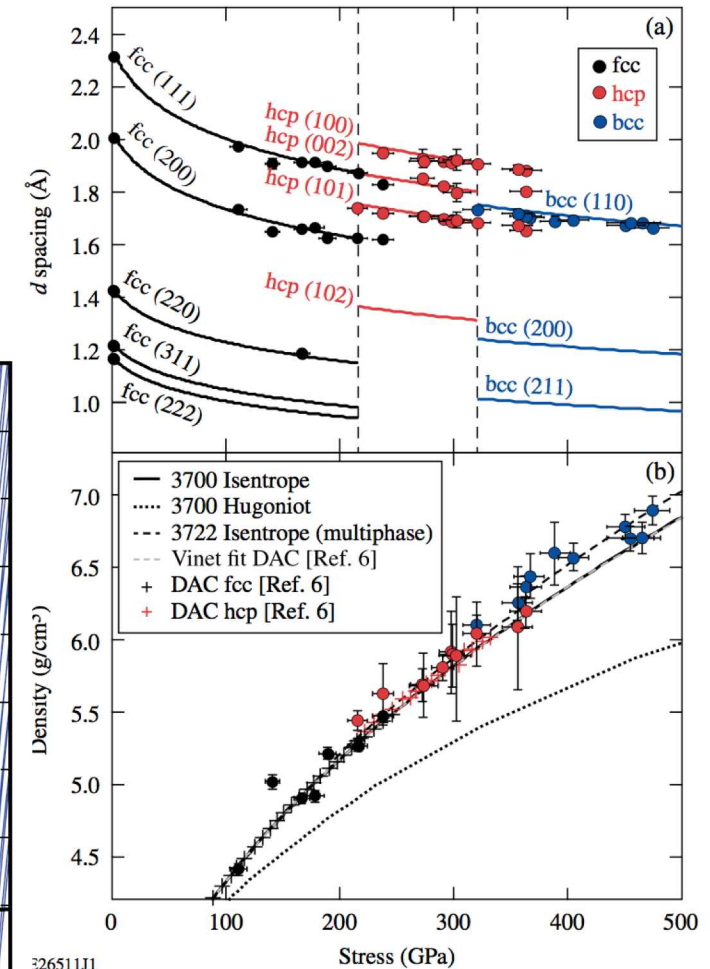 (a)
2.4
2.2
2.0
1.8
1.6
1.4
1.2
1.0
d spacing (Å)
fcc (111)
fcc (200)
fcc (220)
fcc (311)
fcc (222)
hcp (100)
hcp (002)
hcp (101)
hcp (102)
bcc (110)
bcc (200)
bcc (211)
fcc
hcp
bcc
(b)
3700 Isentrope
3700 Hugoniot
3722 Isentrope (multiphase)
Vinet fit DAC [Ref. 6]
DAC fcc [Ref. 6]
DAC hcp [Ref. 6]
7.0
6.5
6.0
5.5
5.0
4.5
Density (g/cm³)
0 100 200 300 400 500
Stress (GPa)
E26511J1